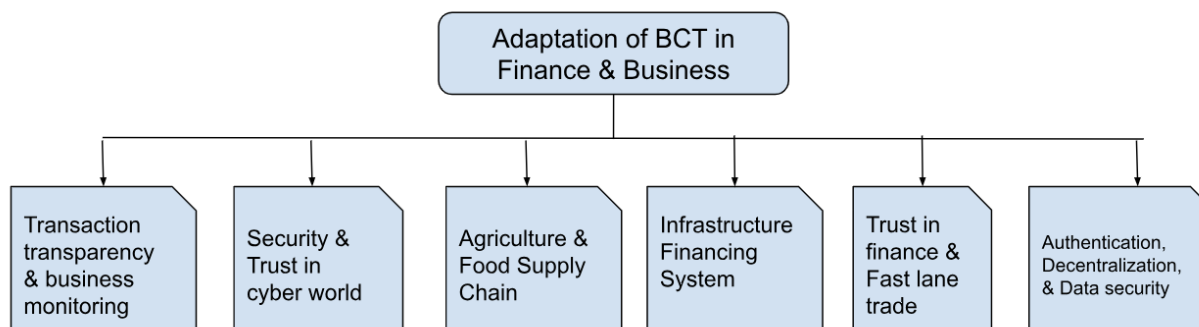 Adaptation of BCT in
Finance & Business
Transaction
transparency
& business
monitoring
Security &
Trust in
cyber world
Agriculture &
Food Supply
Chain
Infrastructure
Financing
System
Trust in
finance &
Fast lane
trade
Authentication,
Decentralization,
& Data security